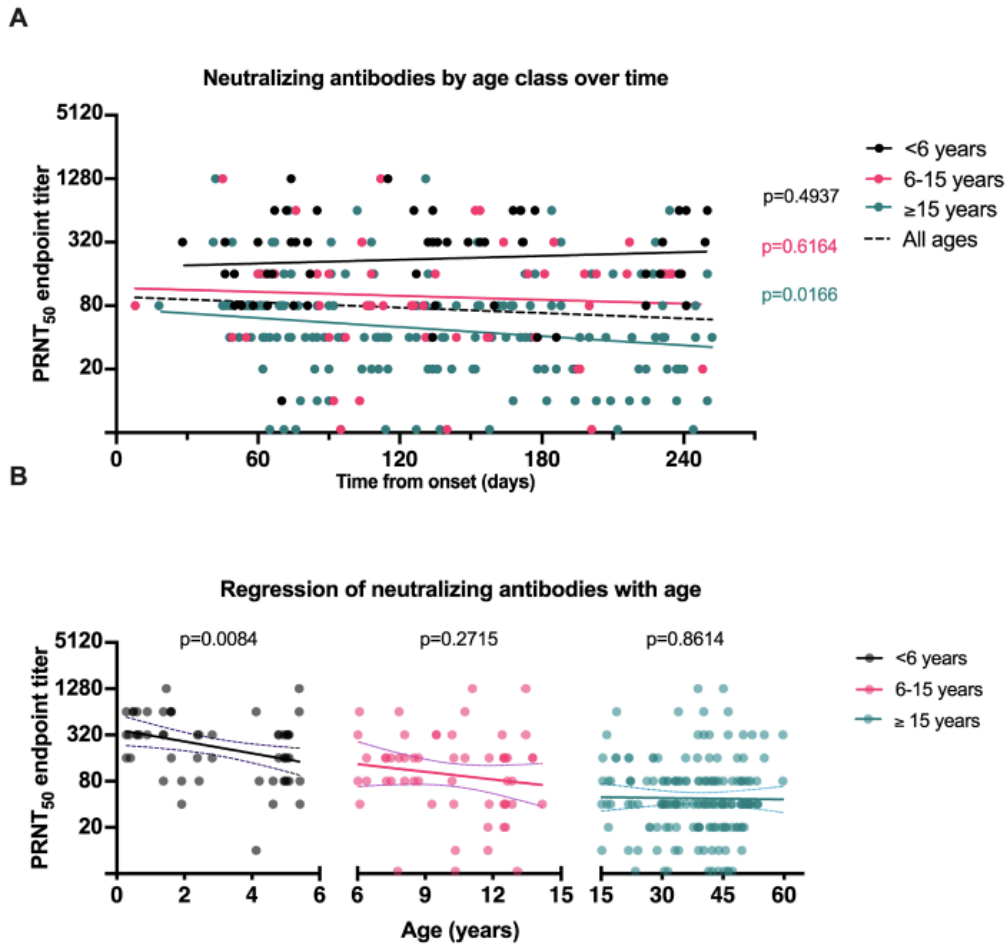 A
Neutralizing antibodies by age class over time
PRNT50 endpoint titer
5120
1280
320
80
20
0
60
120
180
240
Time from onset (days)
<6 years
6-15 years
≥15 years
All ages
p=0.4937
p=0.6164
p=0.0166
B
Regression of neutralizing antibodies with age
PRNT50 endpoint titer
5120
1280
320
80
20
p=0.0084
p=0.2715
p=0.8614
0
2
4
6
6
9
12
15
15
30
45
60
Age (years)
<6 years
6-15 years
≥ 15 years